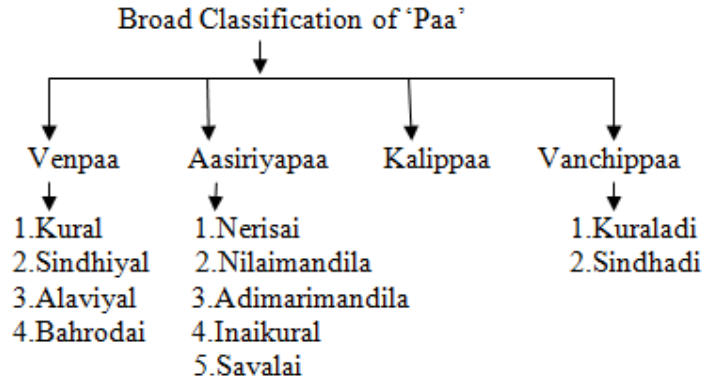 Broad Classification of ‘Paa’
Venpaa Aasiriyapaa Kalippaa Vanchippaa
1.Kural 1.Nerisai 1.Kuraladi
2.Sindhiyal 2.Nilaimandila 2.Sindhadi
3.Alaviyal 3.Adimarimandila
4.Bahrodai 4.Inaikural
5.Savalai